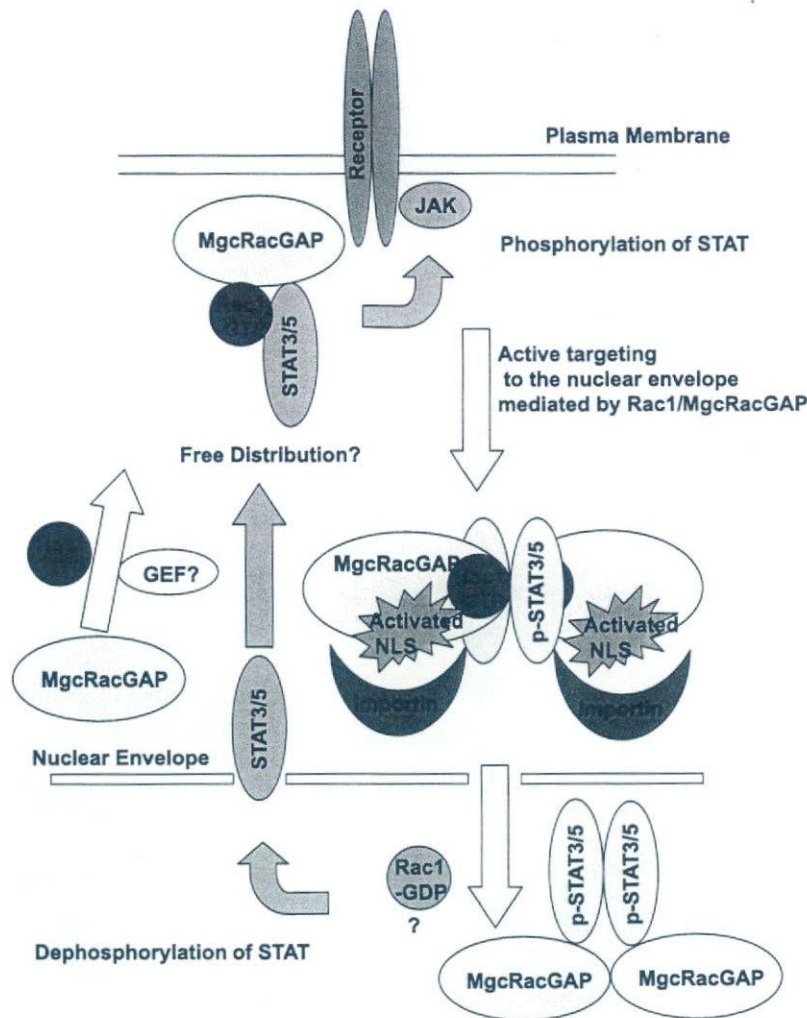 Receptor
Plasma Membrane
JAK
MgcRacGAP
Phosphorylation of STAT
STAT3/5
Active targeting
to the nuclear envelope
mediated by Rac1/MgcRacGAP
Free Distribution?
GEF?
MgcRacGAP
MgcRacGAP
p-STAT3/5
Activated
NLS
Activated
NLS
Importin
Importin
STAT3/5
Nuclear Envelope
Rac1
-GDP
?
p-STAT3/5
p-STAT3/5
Dephosphorylation of STAT
MgcRacGAP
MgcRacGAP